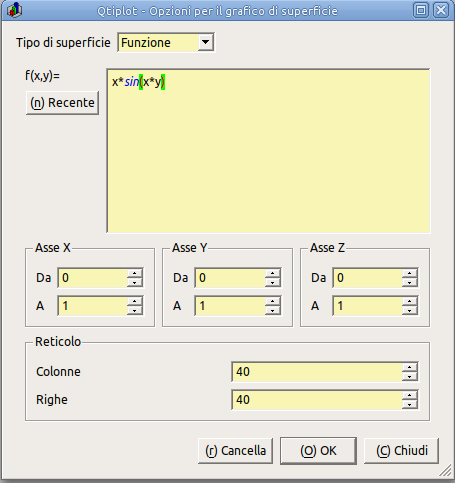 Qtiplot - Opzioni per il grafico di superficie
Tipo di superficie Funzione
f(x,y)= x*sin(x*y)
(n) Recente
Asse X Asse Y Asse Z
Da 0 Da 0 Da 0
A 1 A 1 A 1
Reticolo
Colonne 40
Righe 40
(r) Cancella (O) OK (C) Chiudi